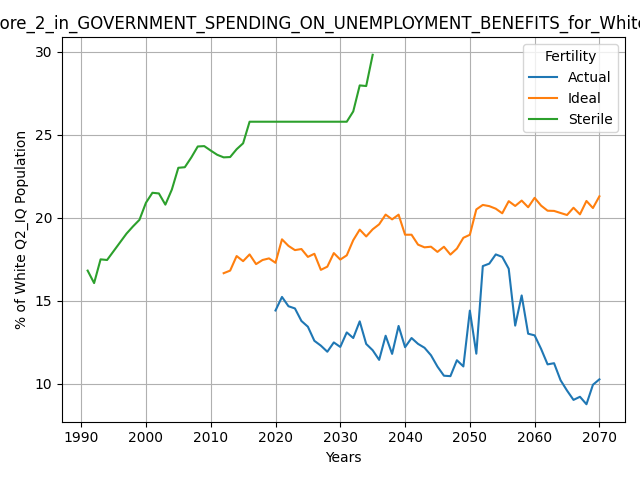 ore_2_in_GOVERNMENT_SPENDING_ON_UNEMPLOYMENT_BENEFITS_for_White
Fertility
Actual
Ideal
Sterile
% of White Q2_IQ Population
30
25
20
15
10
1990 2000 2010 2020 2030 2040 2050 2060 2070
Years